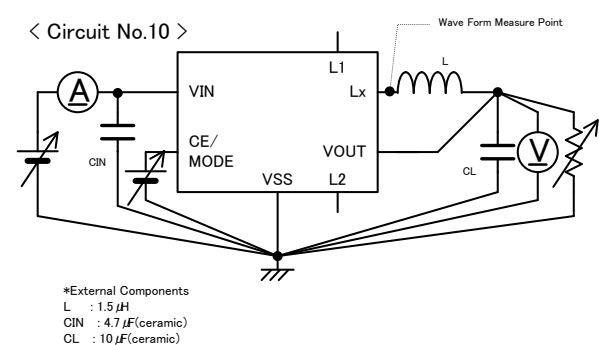 < Circuit No.10 >
Wave Form Measure Point
L1
L
A
VIN
Lx
CIN
CE/
MODE
VOUT
CL
V
VSS
L2
*External Components
L : 1.5 μH
CIN : 4.7 μF(ceramic)
CL : 10 μF(ceramic)